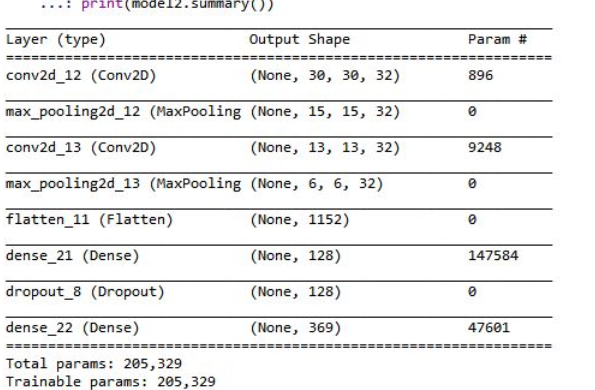 ...: print(model2.summary())
Layer (type) Output Shape Param #
conv2d_12 (Conv2D) (None, 30, 30, 32) 896
max_pooling2d_12 (MaxPooling (None, 15, 15, 32) 0
conv2d_13 (Conv2D) (None, 13, 13, 32) 9248
max_pooling2d_13 (MaxPooling (None, 6, 6, 32) 0
flatten_11 (Flatten) (None, 1152) 0
dense_21 (Dense) (None, 128) 147584
dropout_8 (Dropout) (None, 128) 0
dense_22 (Dense) (None, 369) 47601
Total params: 205,329
Trainable params: 205,329